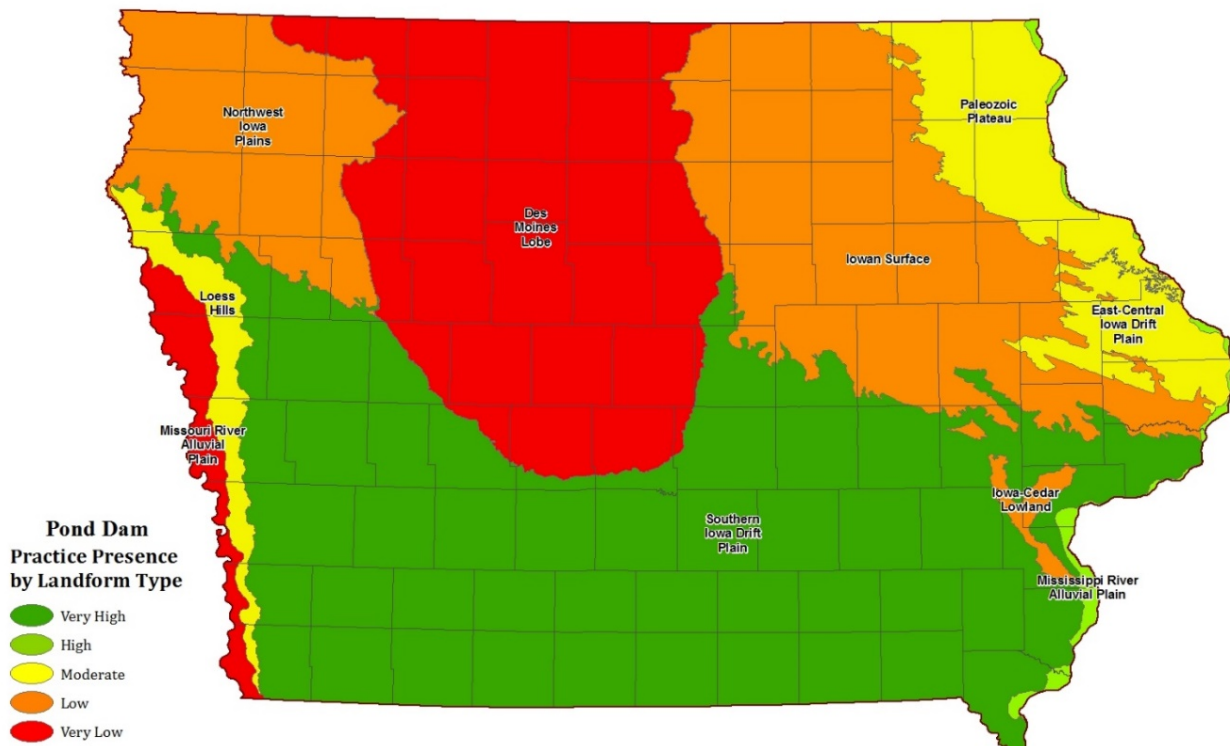 Northwest
Iowa
Plains
Des
Moines
Lobe
Paleozoic
Plateau
Iowan Surface
Loess
Hills
East-Central
Iowa Drift
Plain
Missouri River
Alluvial
Plain
Iowa-Cedar
Lowland
Southern
Iowa Drift
Plain
Mississippi River
Alluvial Plain
Pond Dam
Practice Presence
by Landform Type
Very High
High
Moderate
Low
Very Low